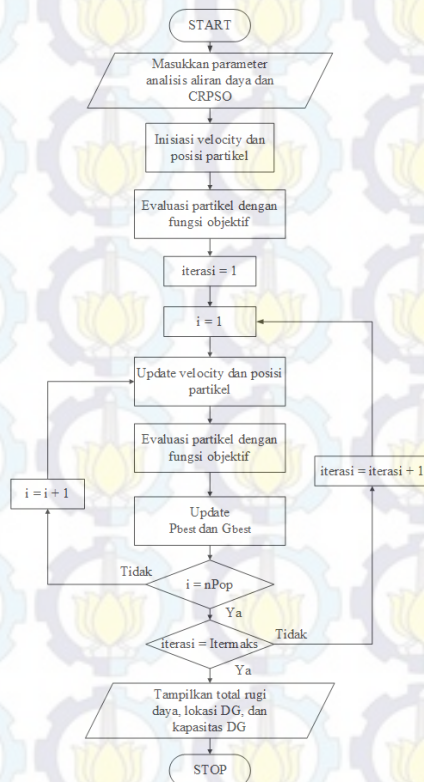 START
Masukkan parameter
analisis aliran daya dan
CRPSO
Inisiasi velocity dan
posisi partikel
Evaluasi partikel dengan
fungsi objektif
iterasi = 1
i = 1
Update velocity dan posisi
partikel
Evaluasi partikel dengan
fungsi objektif
iterasi = iterasi + 1
i = i + 1
Update
Pbest dan Gbest
Tidak
i = nPop
Ya
Tidak
iterasi = Itermaks
Ya
Tampilkan total rugi
daya, lokasi DG, dan
kapasitas DG
STOP